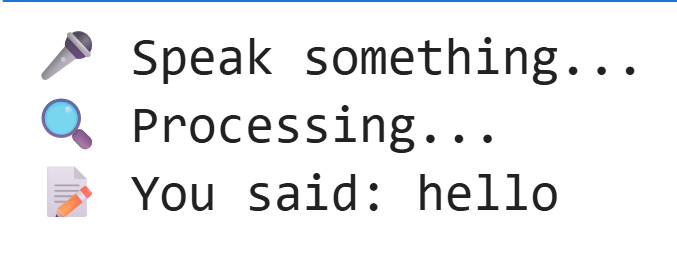 🎤 Speak something...
🔍 Processing...
📝 You said: hello